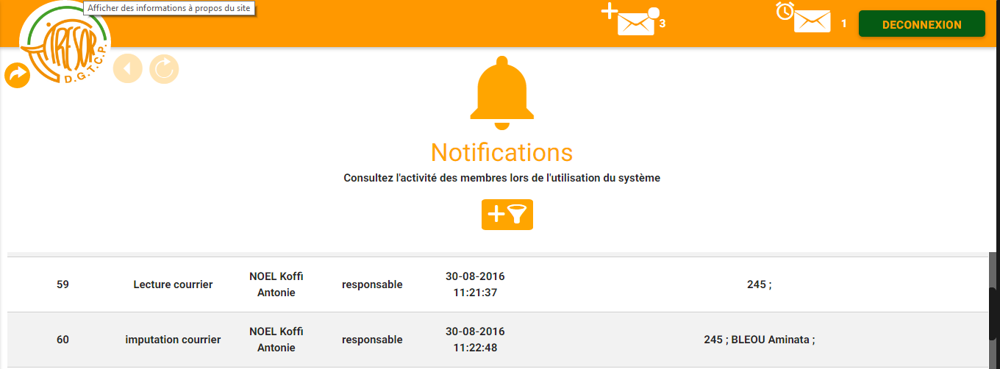 Afficher des informations à propos du site
TRESOR
D.G.T.C.P.
3
1
DECONNEXION
Notifications
Consultez l'activité des membres lors de l'utilisation du système
59 Lecture courrier NOEL Koffi Antonie responsable 30-08-2016 11:21:37 245 ;
60 imputation courrier NOEL Koffi Antonie responsable 30-08-2016 11:22:48 245 ; BLEOU Aminata ;